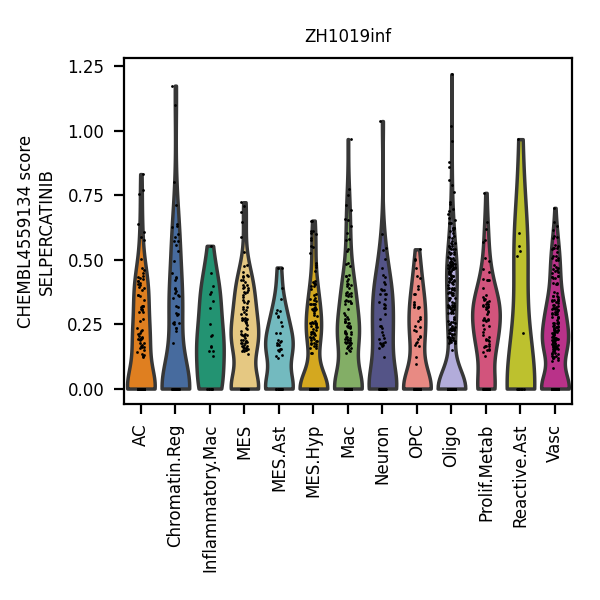 ZH1019inf
CHEMBL4559134 score
SELPERCATINIB
1.25
1.00
0.75
0.50
0.25
0.00
AC
Chromatin.Reg
Inflammatory.Mac
MES
MES.Ast
MES.Hyp
Mac
Neuron
OPC
Oligo
Prolif.Metab
Reactive.Ast
Vasc